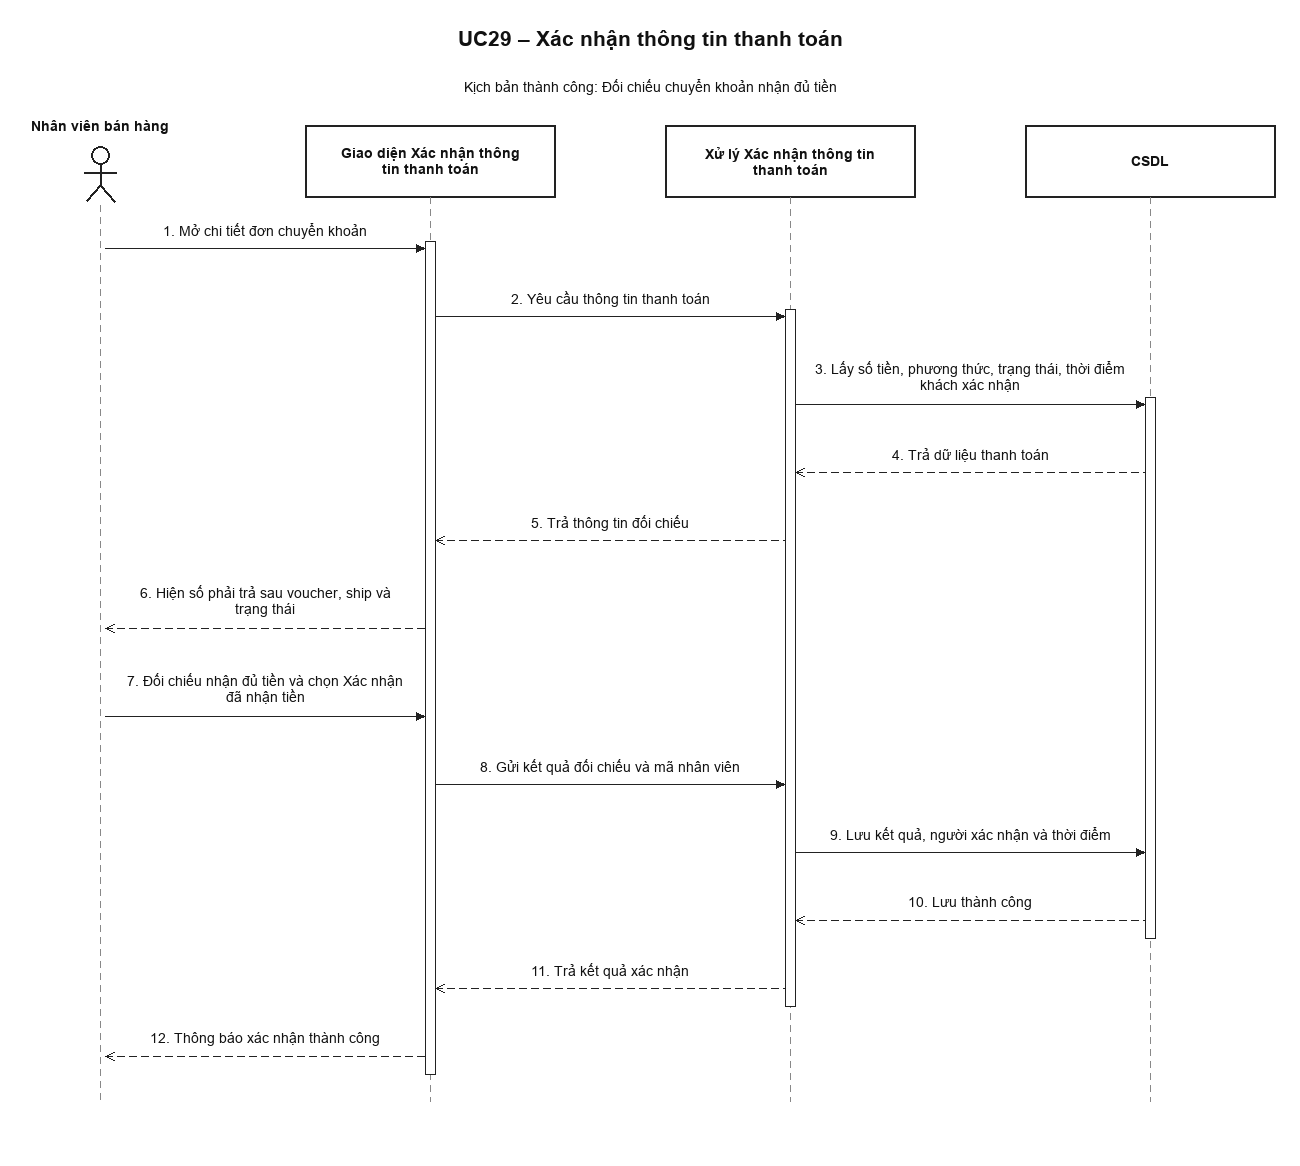 UC29 – Xác nhận thông tin thanh toán
Kịch bản thành công: Đối chiếu chuyển khoản nhận đủ tiền
Nhân viên bán hàng
Giao diện Xác nhận thông
tin thanh toán
Xử lý Xác nhận thông tin
thanh toán
CSDL
1. Mở chi tiết đơn chuyển khoản
2. Yêu cầu thông tin thanh toán
3. Lấy số tiền, phương thức, trạng thái, thời điểm
khách xác nhận
4. Trả dữ liệu thanh toán
5. Trả thông tin đối chiếu
6. Hiện số phải trả sau voucher, ship và
trạng thái
7. Đối chiếu nhận đủ tiền và chọn Xác nhận
đã nhận tiền
8. Gửi kết quả đối chiếu và mã nhân viên
9. Lưu kết quả, người xác nhận và thời điểm
10. Lưu thành công
11. Trả kết quả xác nhận
12. Thông báo xác nhận thành công